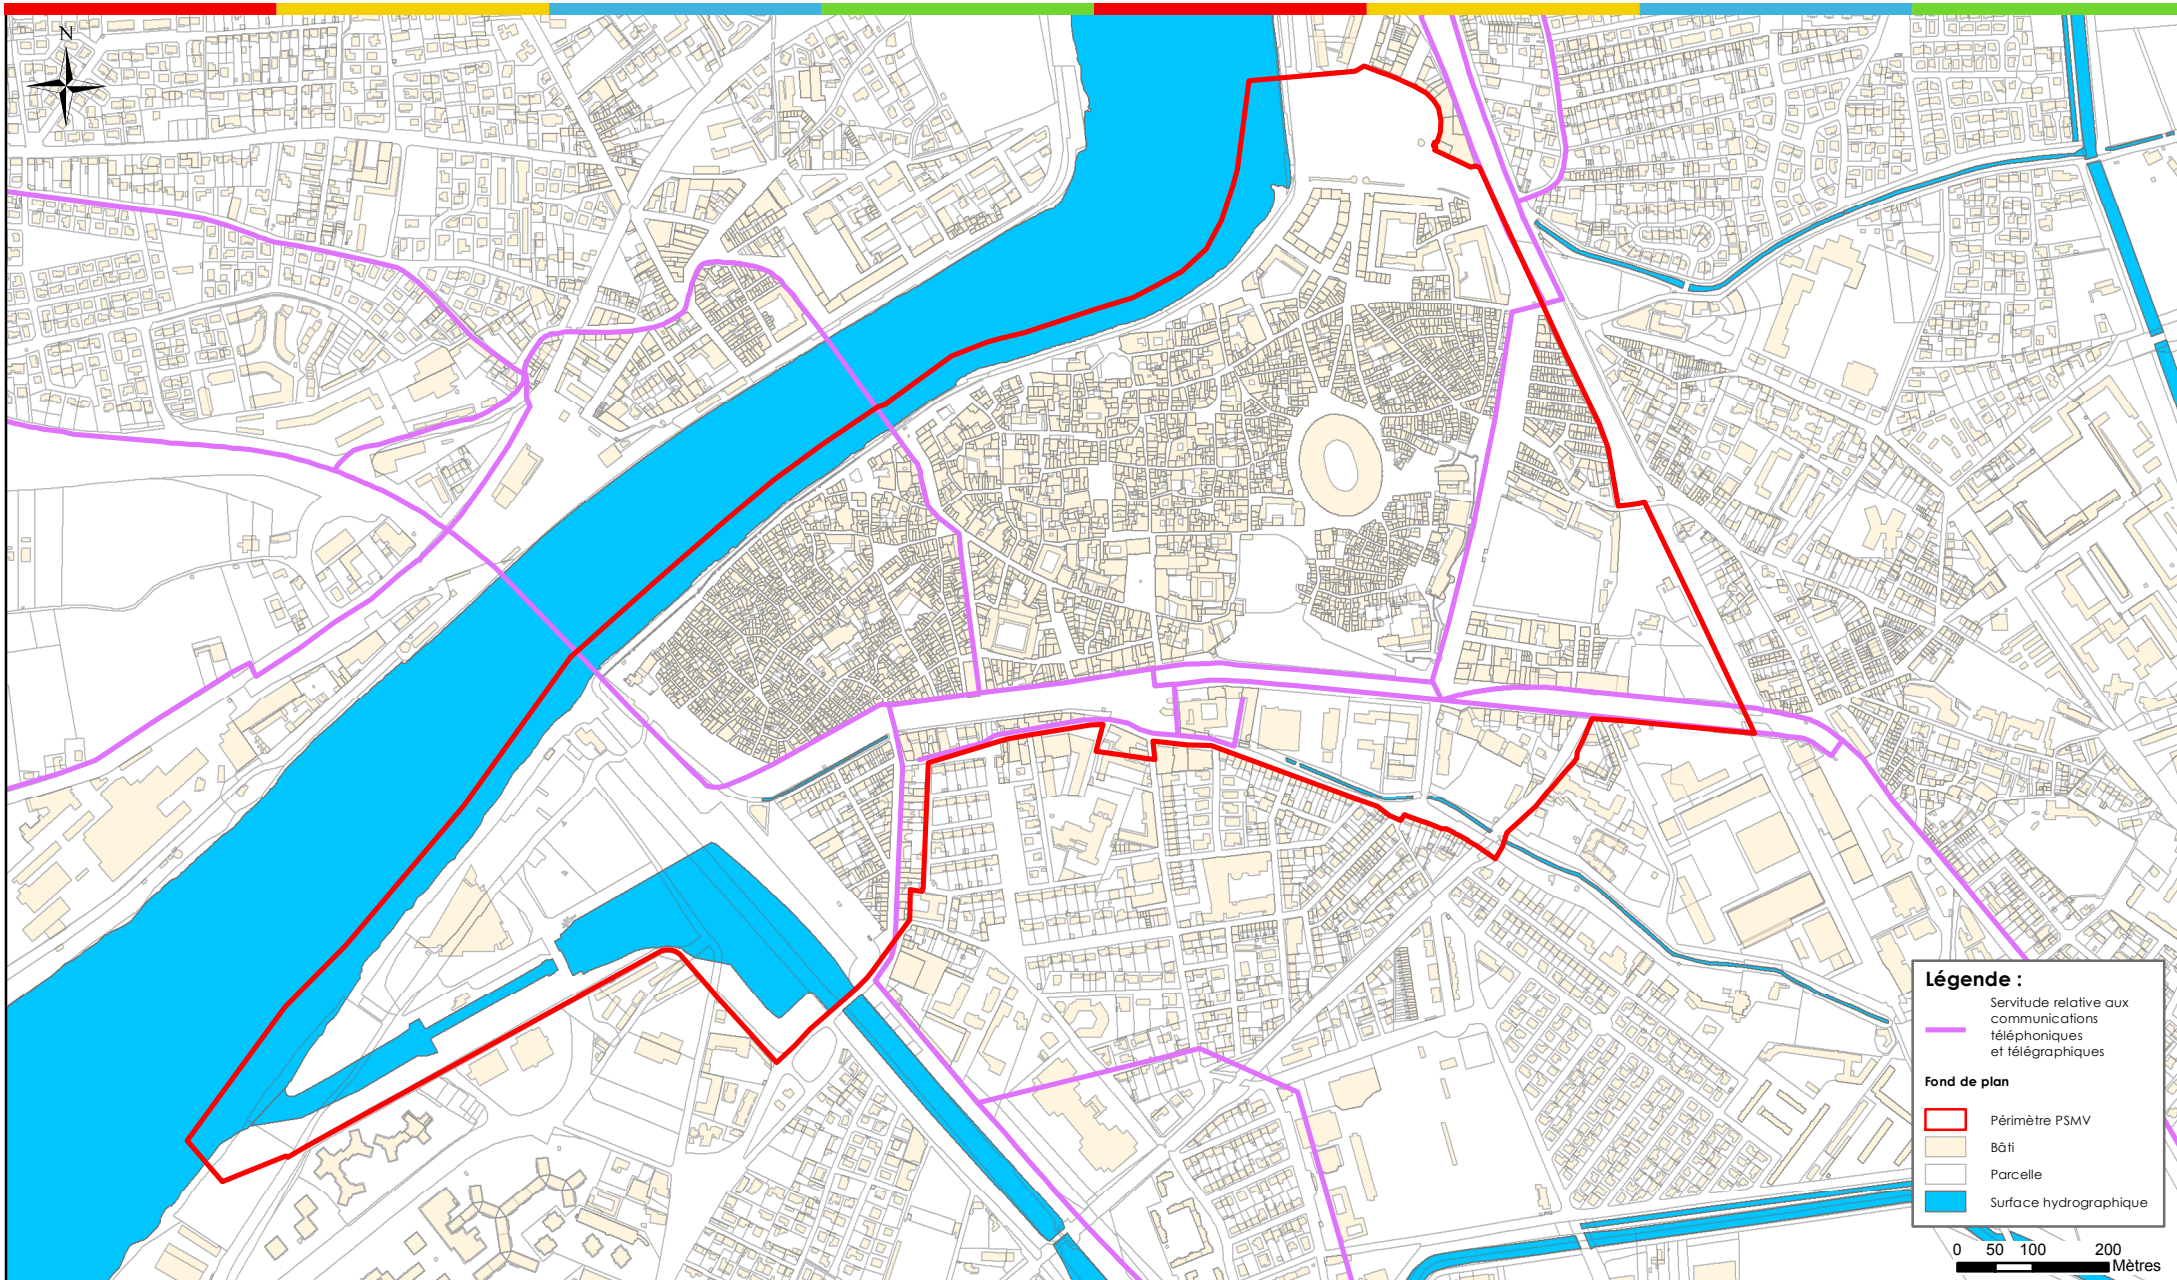 N
Légende :
Servitude relative aux
communications
téléphoniques
et télégraphiques
Fond de plan
Périmètre PSMV
Bâti
Parcelle
Surface hydrographique
0 50 100 200
Mètres